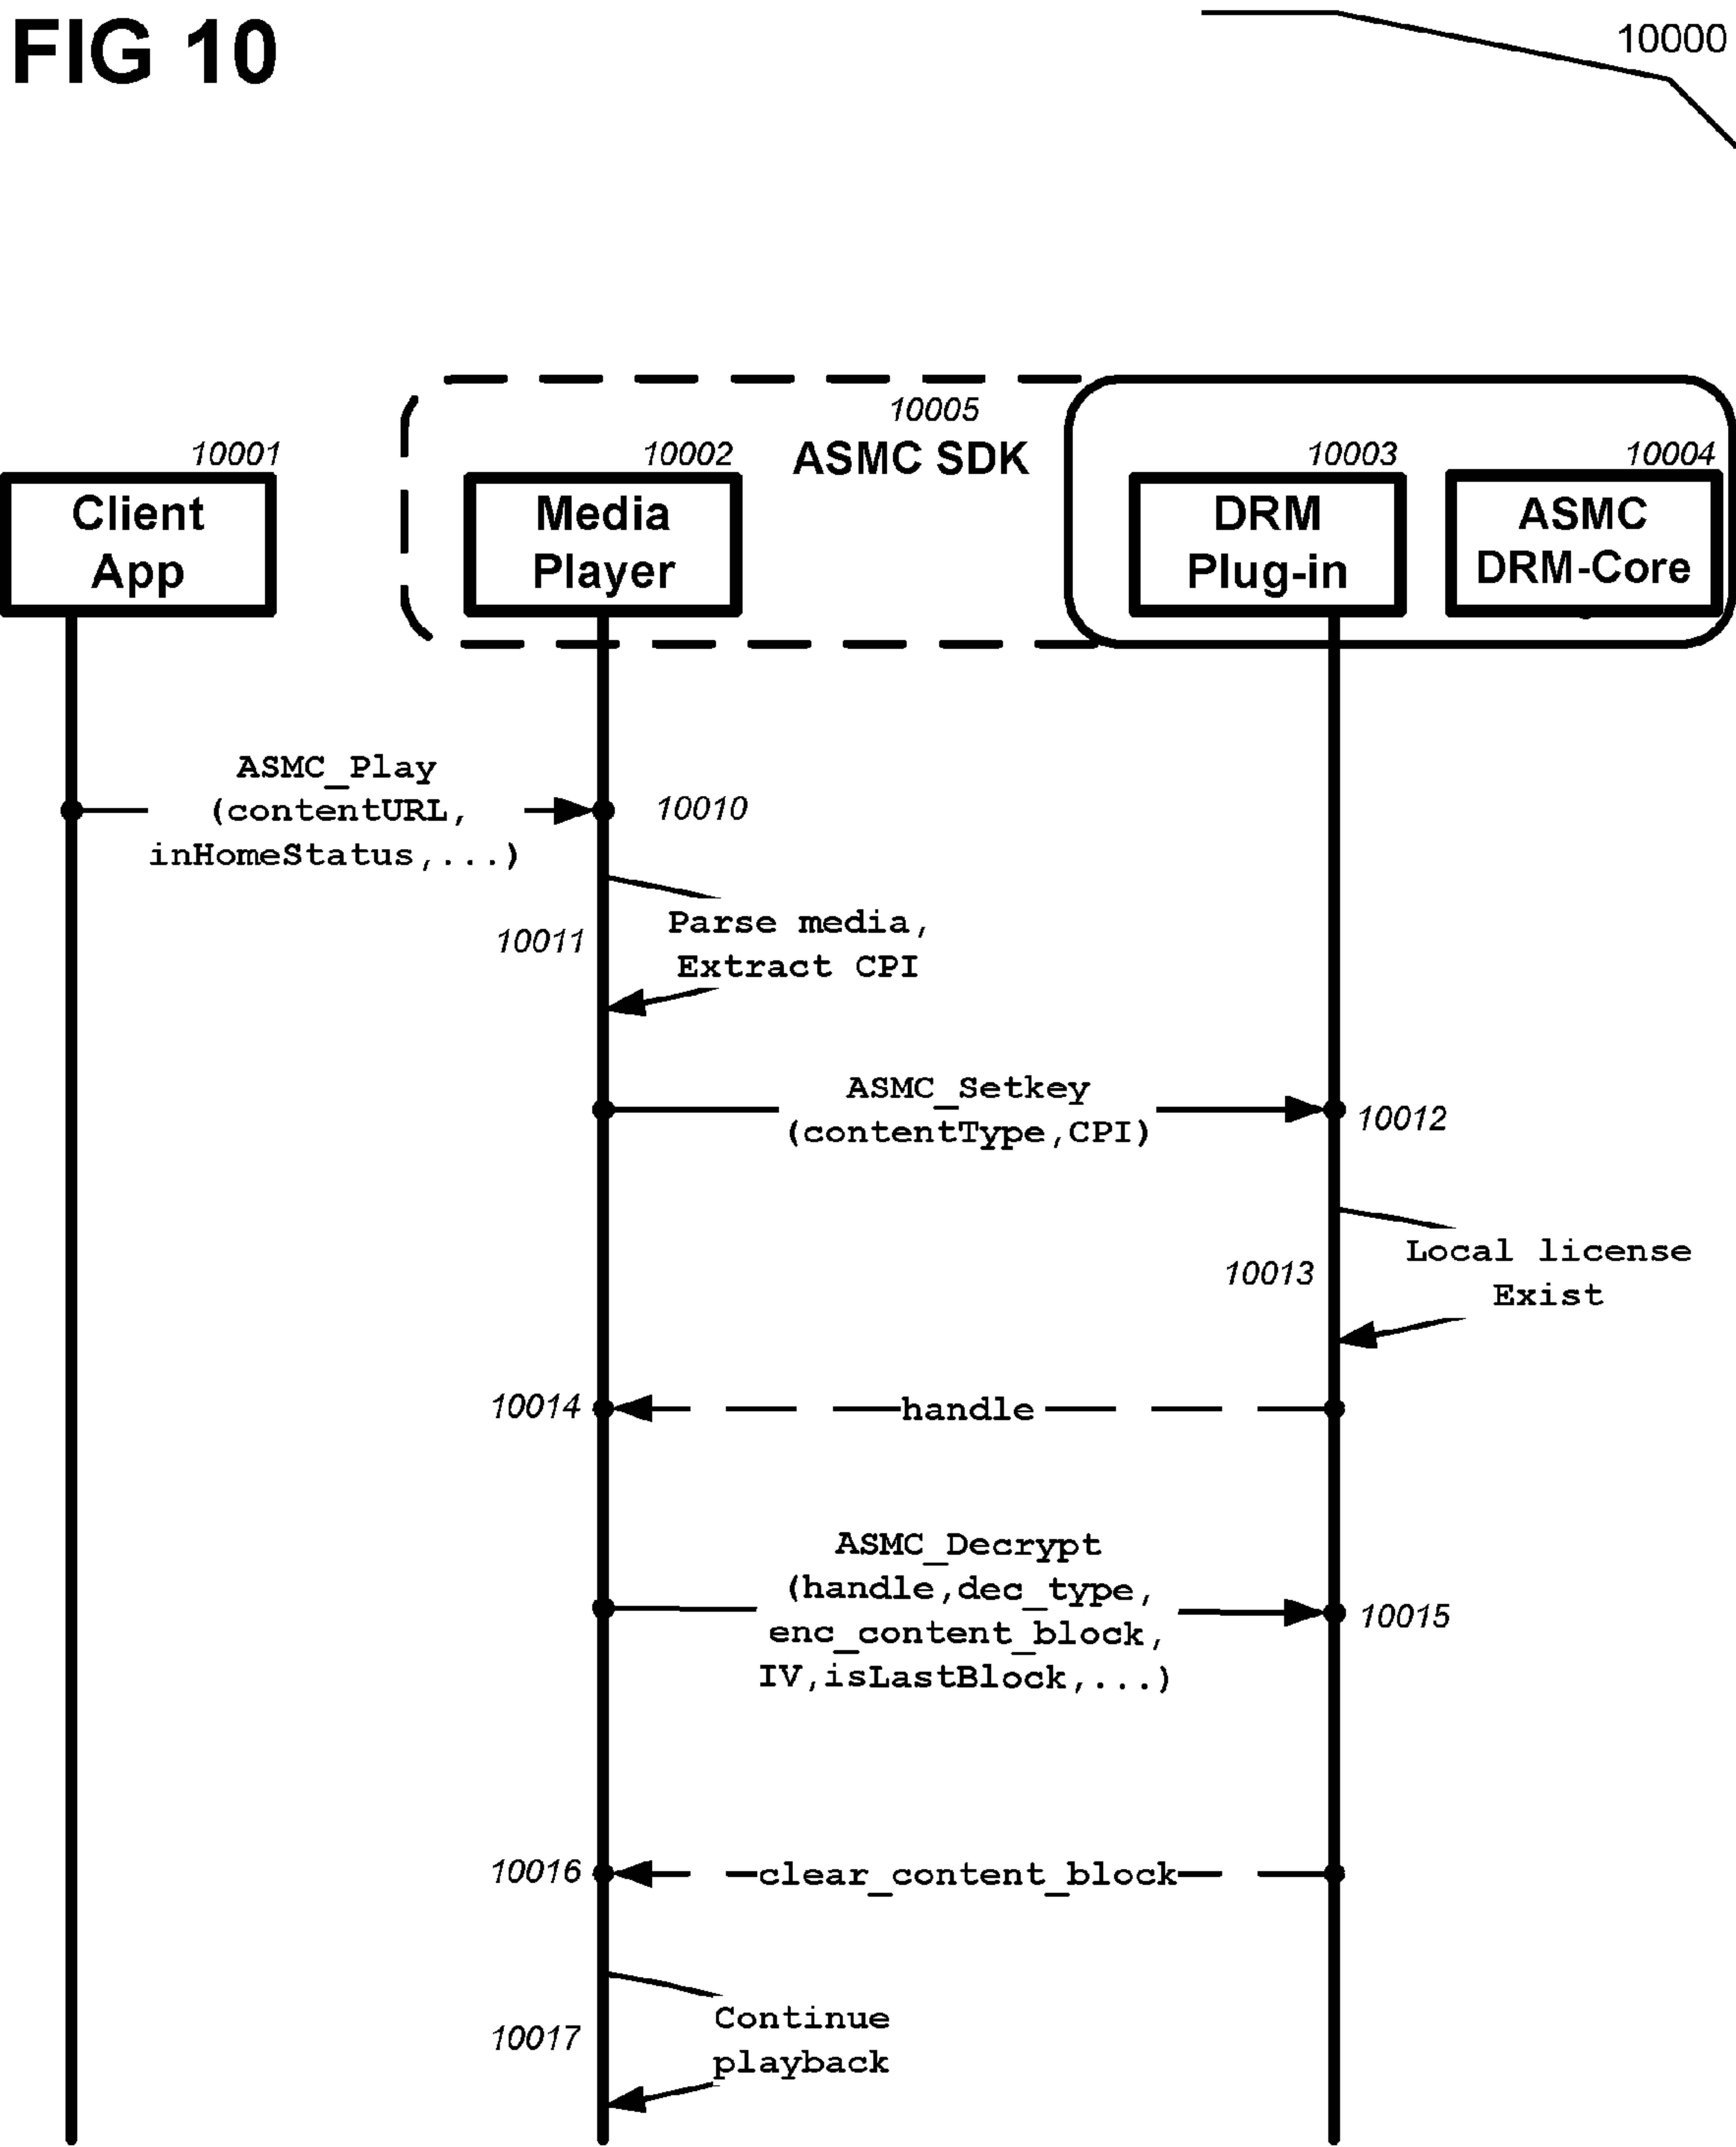 FIG 10
10000
10005
ASMC SDK
10001
Client
App
10002
Media
Player
10003
DRM
Plug-in
10004
ASMC
DRM-Core
ASMC_Play
(contentURL,
inHomeStatus,...)
10010
10011
Parse media,
Extract CPI
ASMC_Setkey
(contentType,CPI)
10012
10013
Local license
Exist
10014
handle
ASMC_Decrypt
(handle,dec_type,
enc_content_block,
IV,isLastBlock,...)
10015
10016
clear_content_block
10017
Continue
playback